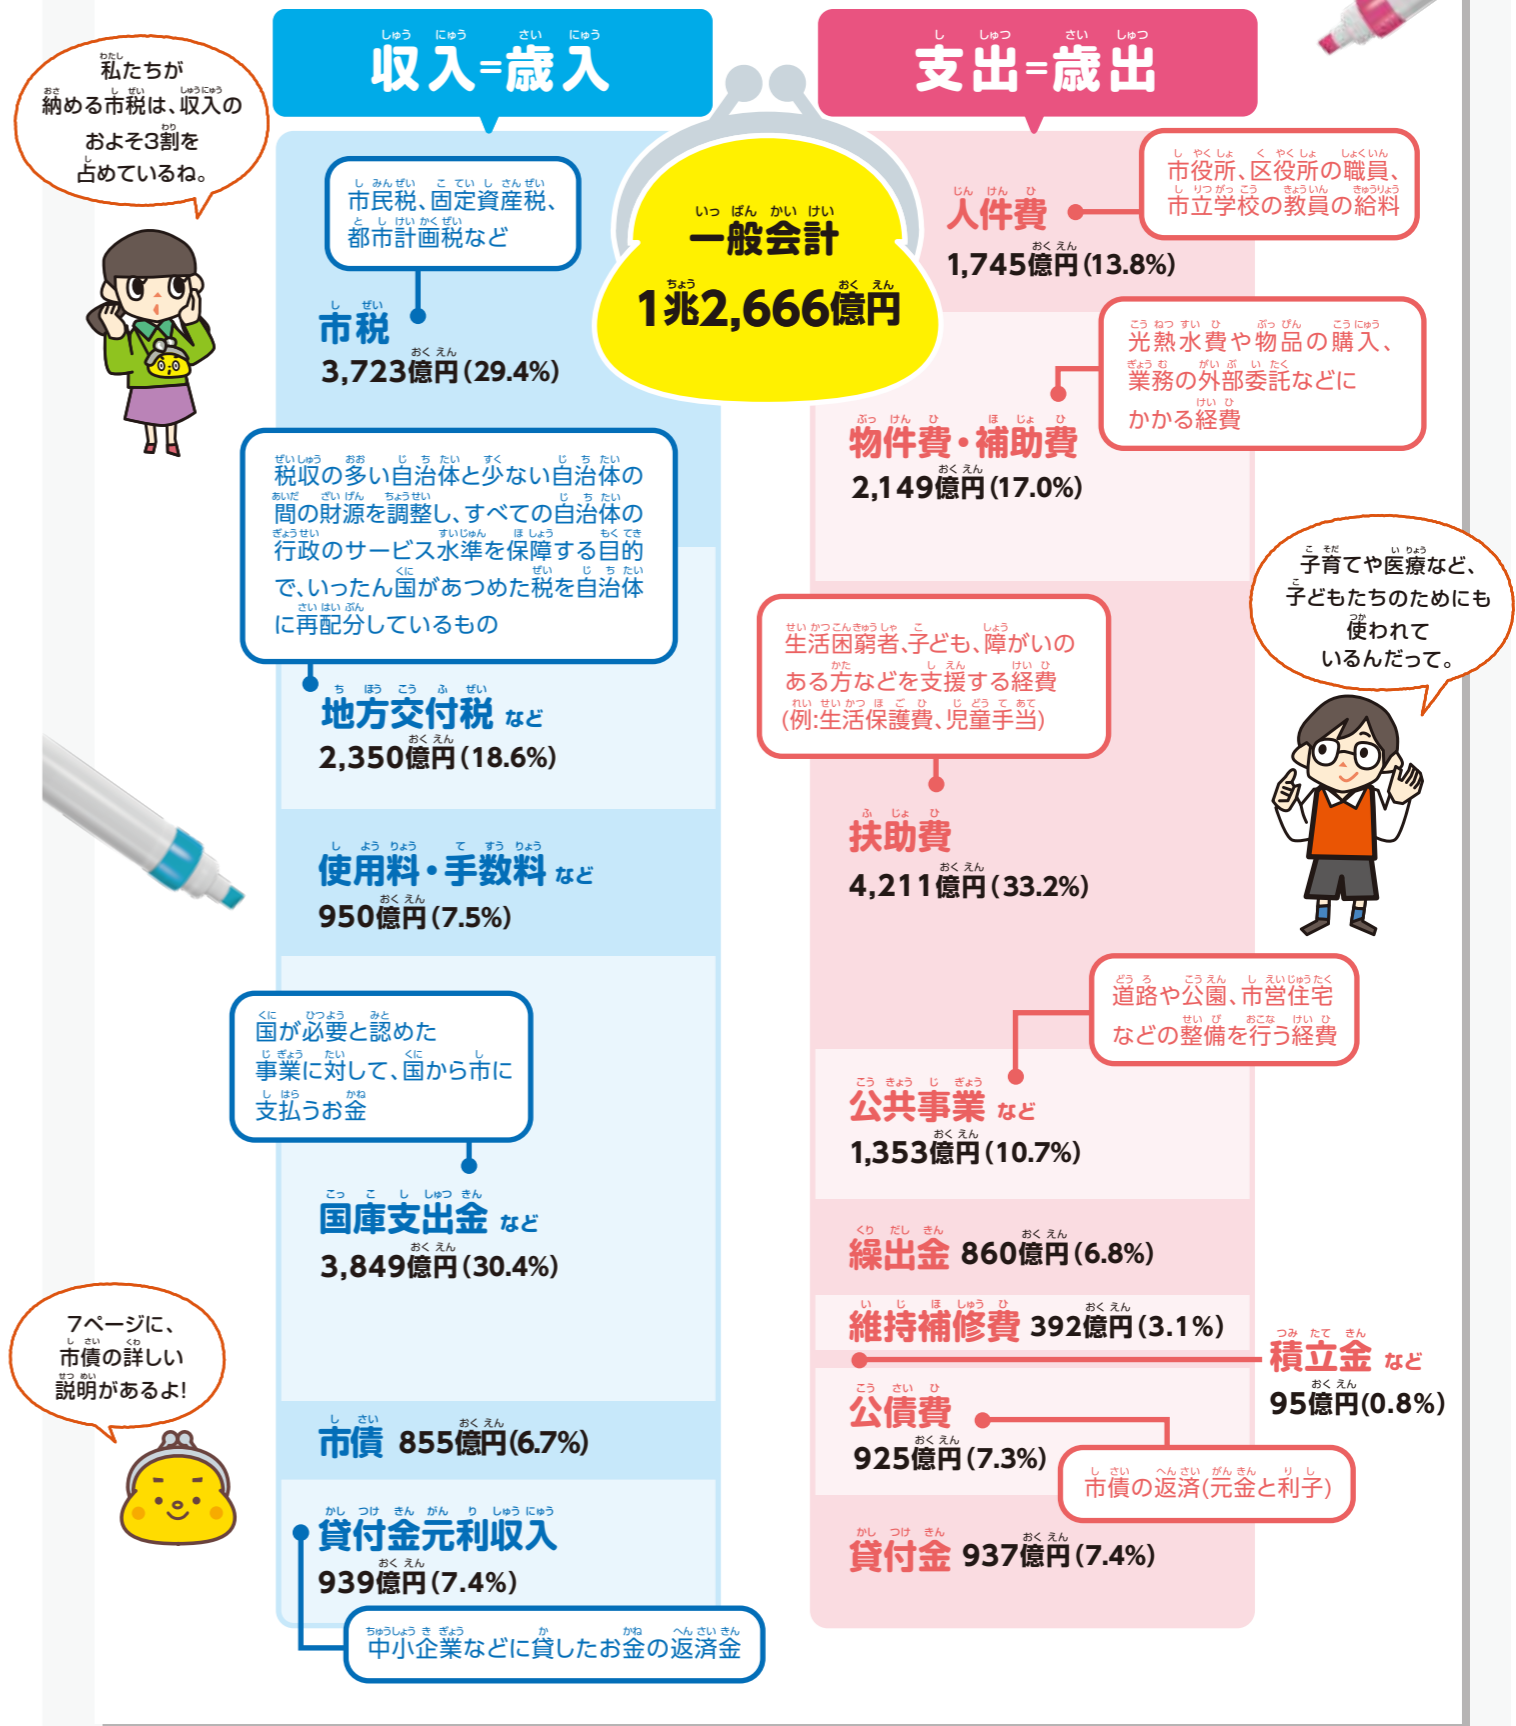 収入=歳入
支出=歳出
私たちが
納める市税は、収入の
およそ3割を
占めているね。
一般会計
1兆2,666億円
市民税、固定資産税、
都市計画税など
市税
3,723億円(29.4%)
税収の多い自治体と少ない自治体の
間の財源を調整し、すべての自治体の
行政のサービス水準を保障する目的
で、いったん国があつめた税を自治体
に再配分しているもの
地方交付税 など
2,350億円(18.6%)
使用料・手数料 など
950億円(7.5%)
国が必要と認めた
事業に対して、国から市に
支払うお金
国庫支出金 など
3,849億円(30.4%)
7ページに、
市債の詳しい
説明があるよ!
市債 855億円(6.7%)
貸付金元利収入
939億円(7.4%)
中小企業などに貸したお金の返済金
市役所、区役所の職員、
市立学校の教員の給料
人件費
1,745億円(13.8%)
光熱水費や物品の購入、
業務の外部委託などに
かかる経費
物件費・補助費
2,149億円(17.0%)
子育てや医療など、
子どもたちのためにも
使われて
いるんだって。
生活困窮者、子ども、障がいの
ある方などを支援する経費
(例:生活保護費、児童手当)
扶助費
4,211億円(33.2%)
道路や公園、市営住宅
などの整備を行う経費
公共事業 など
1,353億円(10.7%)
繰出金 860億円(6.8%)
維持補修費 392億円(3.1%)
積立金 など
95億円(0.8%)
公債費
925億円(7.3%)
市債の返済(元金と利子)
貸付金 937億円(7.4%)